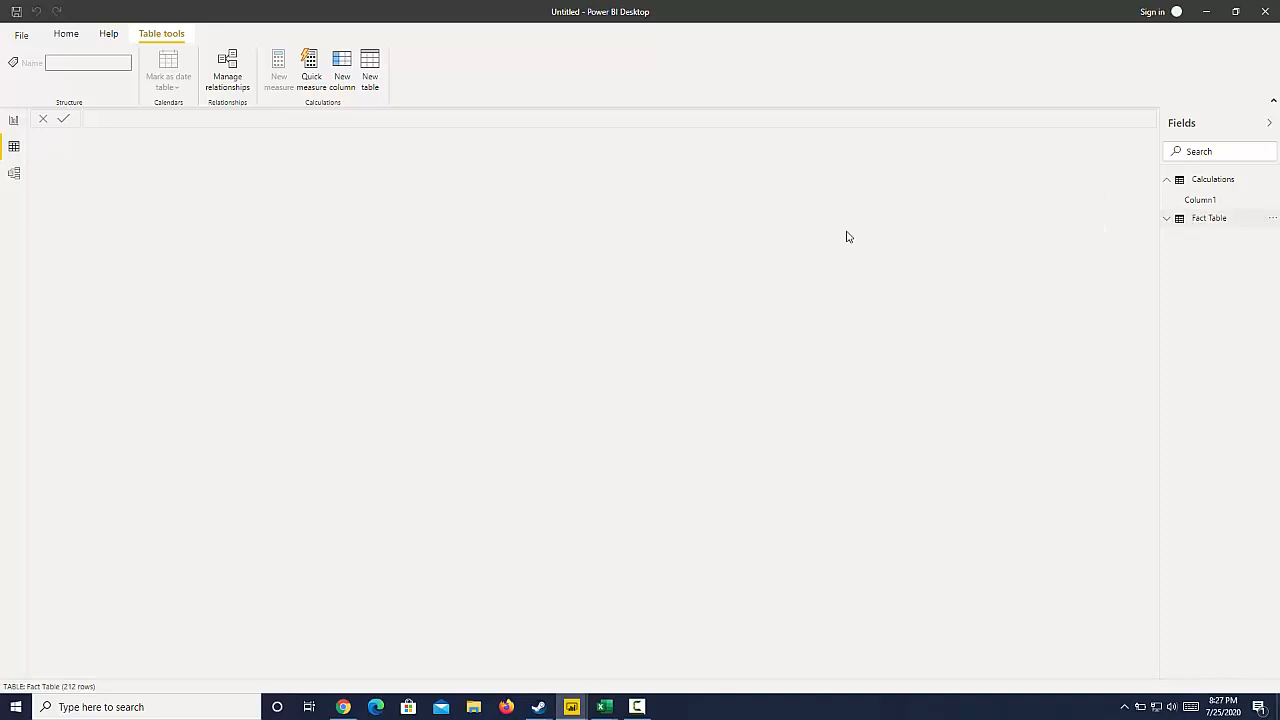 Untitled - Power BI Desktop
Sign in
File
Home
Help
Table tools
Name
Mark as date
table
Manage
relationships
New
measure
Quick
measure
New
column
New
table
Structure
Calendars
Relationships
Calculations
Fields
Search
Calculations
Column1
Fact Table
TABLE: Fact Table (212 rows)
Type here to search
8:27 PM
7/25/2020